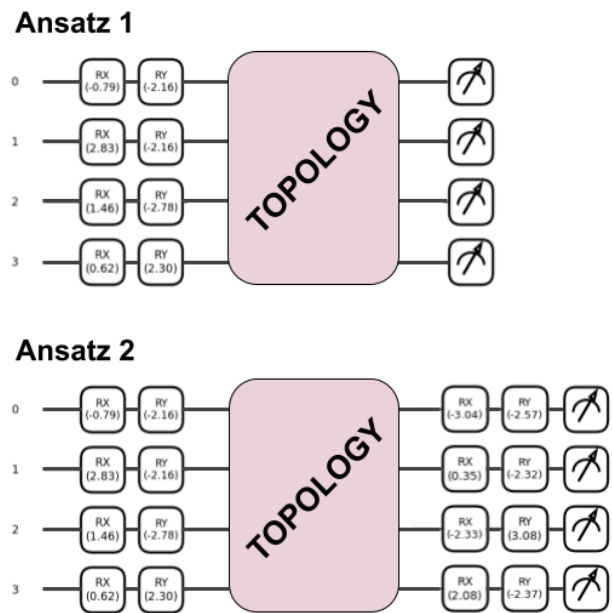 Ansatz 1
0 RX (-0.79) RY (-2.16)
1 RX (2.83) RY (-2.16)
2 RX (1.46) RY (-2.78)
3 RX (0.62) RY (2.30)
TOPOLOGY
Ansatz 2
0 RX (-0.79) RY (-2.16) RX (-3.04) RY (-2.57)
1 RX (2.83) RY (-2.16) RX (0.35) RY (-2.32)
2 RX (1.46) RY (-2.78) RX (-2.33) RY (3.08)
3 RX (0.62) RY (2.30) RX (2.08) RY (-2.37)
TOPOLOGY